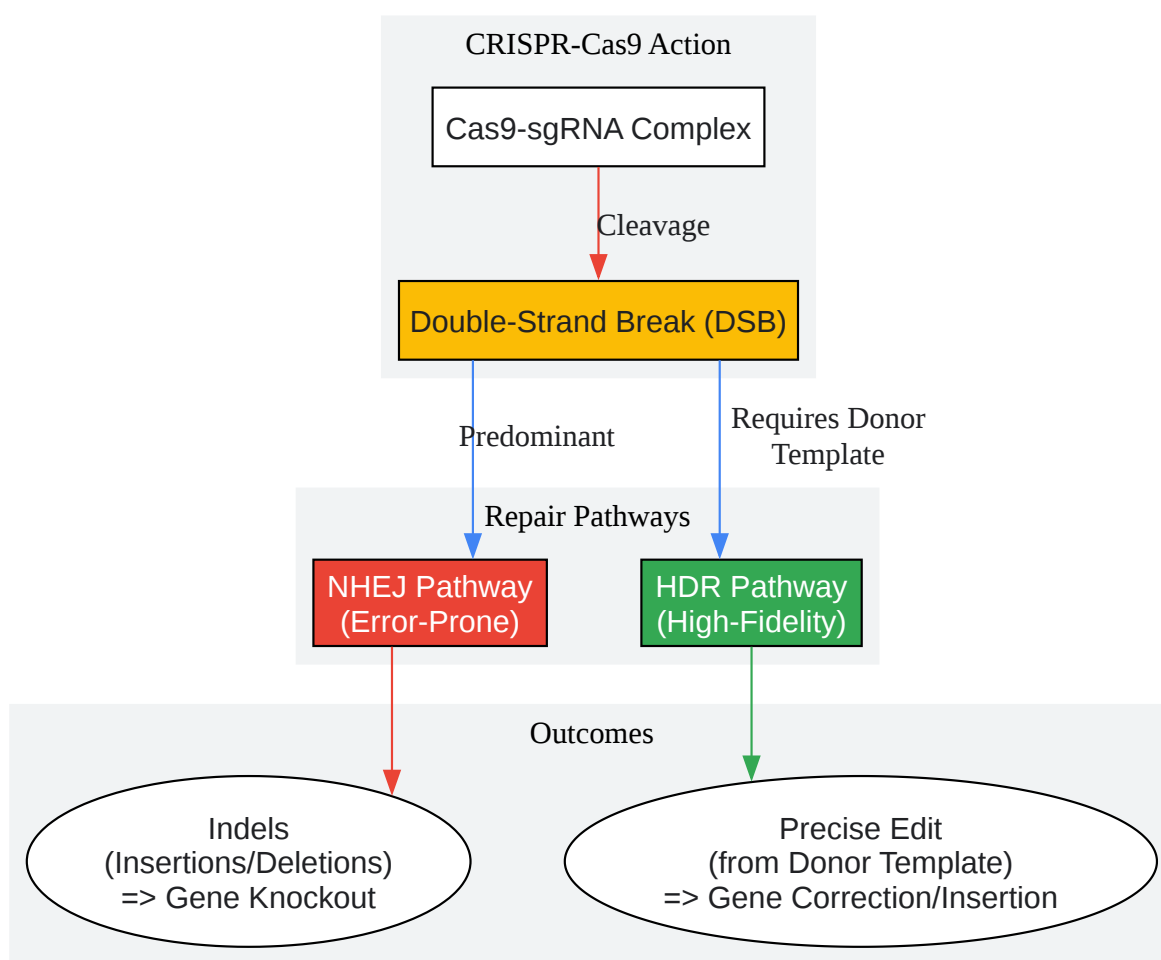 CRISPR-Cas9 Action
Cas9-sgRNA Complex
Cleavage
Double-Strand Break (DSB)
Predominant
Requires Donor
Template
Repair Pathways
NHEJ Pathway
(Error-Prone)
HDR Pathway
(High-Fidelity)
Outcomes
Indels
(Insertions/Deletions)
=> Gene Knockout
Precise Edit
(from Donor Template)
=> Gene Correction/Insertion